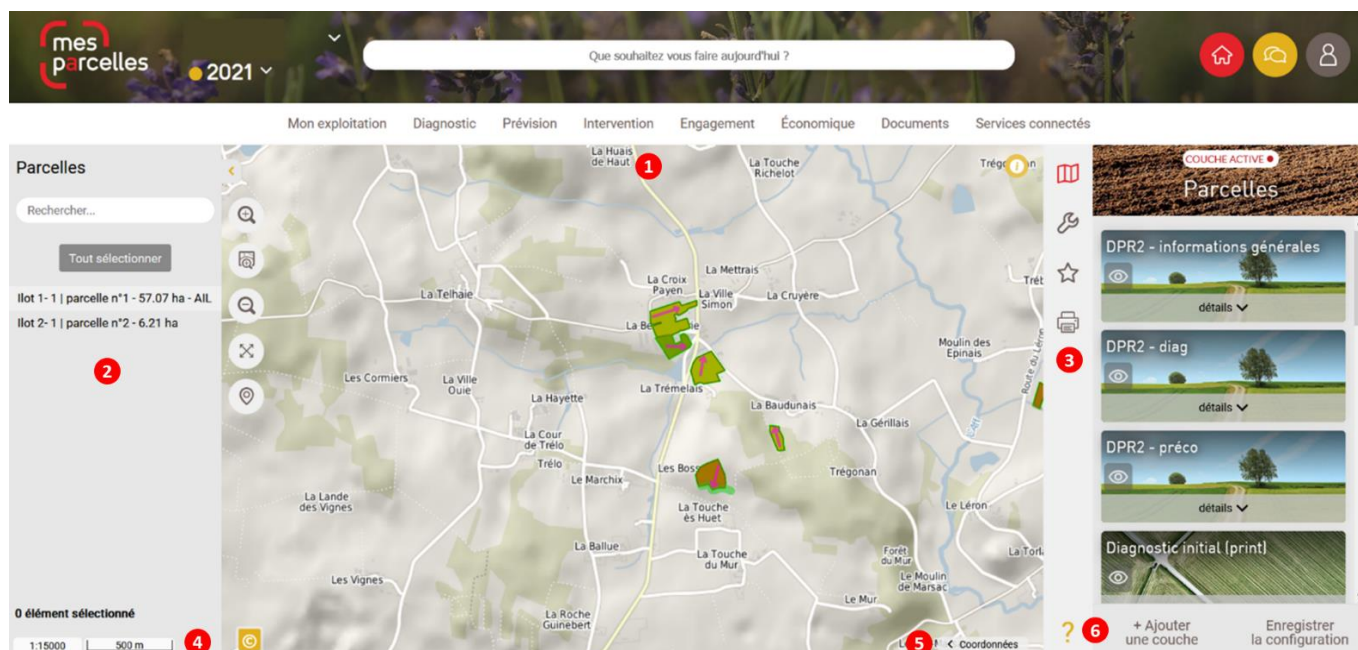 mes
parcelles
2021
Que souhaitez vous faire aujourd'hui ?
Mon exploitation Diagnostic Prévision Intervention Engagement Économique Documents Services connectés
Parcelles
Rechercher...
Tout sélectionner
Ilot 1- 1 | parcelle n°1 - 57.07 ha - AIL
Ilot 2- 1 | parcelle n°2 - 6.21 ha
2
0 élément sélectionné
1:15000
500 m
4
La Huais
de Haut
1
La Touche
Richelot
La Mettrais
La Croix
Payen
La Ville
Simon
La Cruyère
La Telhaie
Moulin des
Epinais
Route du
Les Cormiers
La Ville
Ouie
La Trémelais
La Hayette
La Baudunais
La Gérillais
L'Aff
La Cour
de Trélo
Trélo
Le Marchix
Les
Trégonan
La Lande
des Vignes
La Touche
ès Huet
Le Léron
La Ballue
La Touche
du Mur
Forêt
du Mur
Le Moulin
de Marsac
Les Vignes
Le Mur
La Roche
Guinebert
©
5
< Coordonnées
3
COUCHE ACTIVE
Parcelles
DPR2 - informations générales
détails
DPR2 - diag
détails
DPR2 - préco
détails
Diagnostic initial (print)
?
6
+ Ajouter
une couche
Enregistrer
la configuration